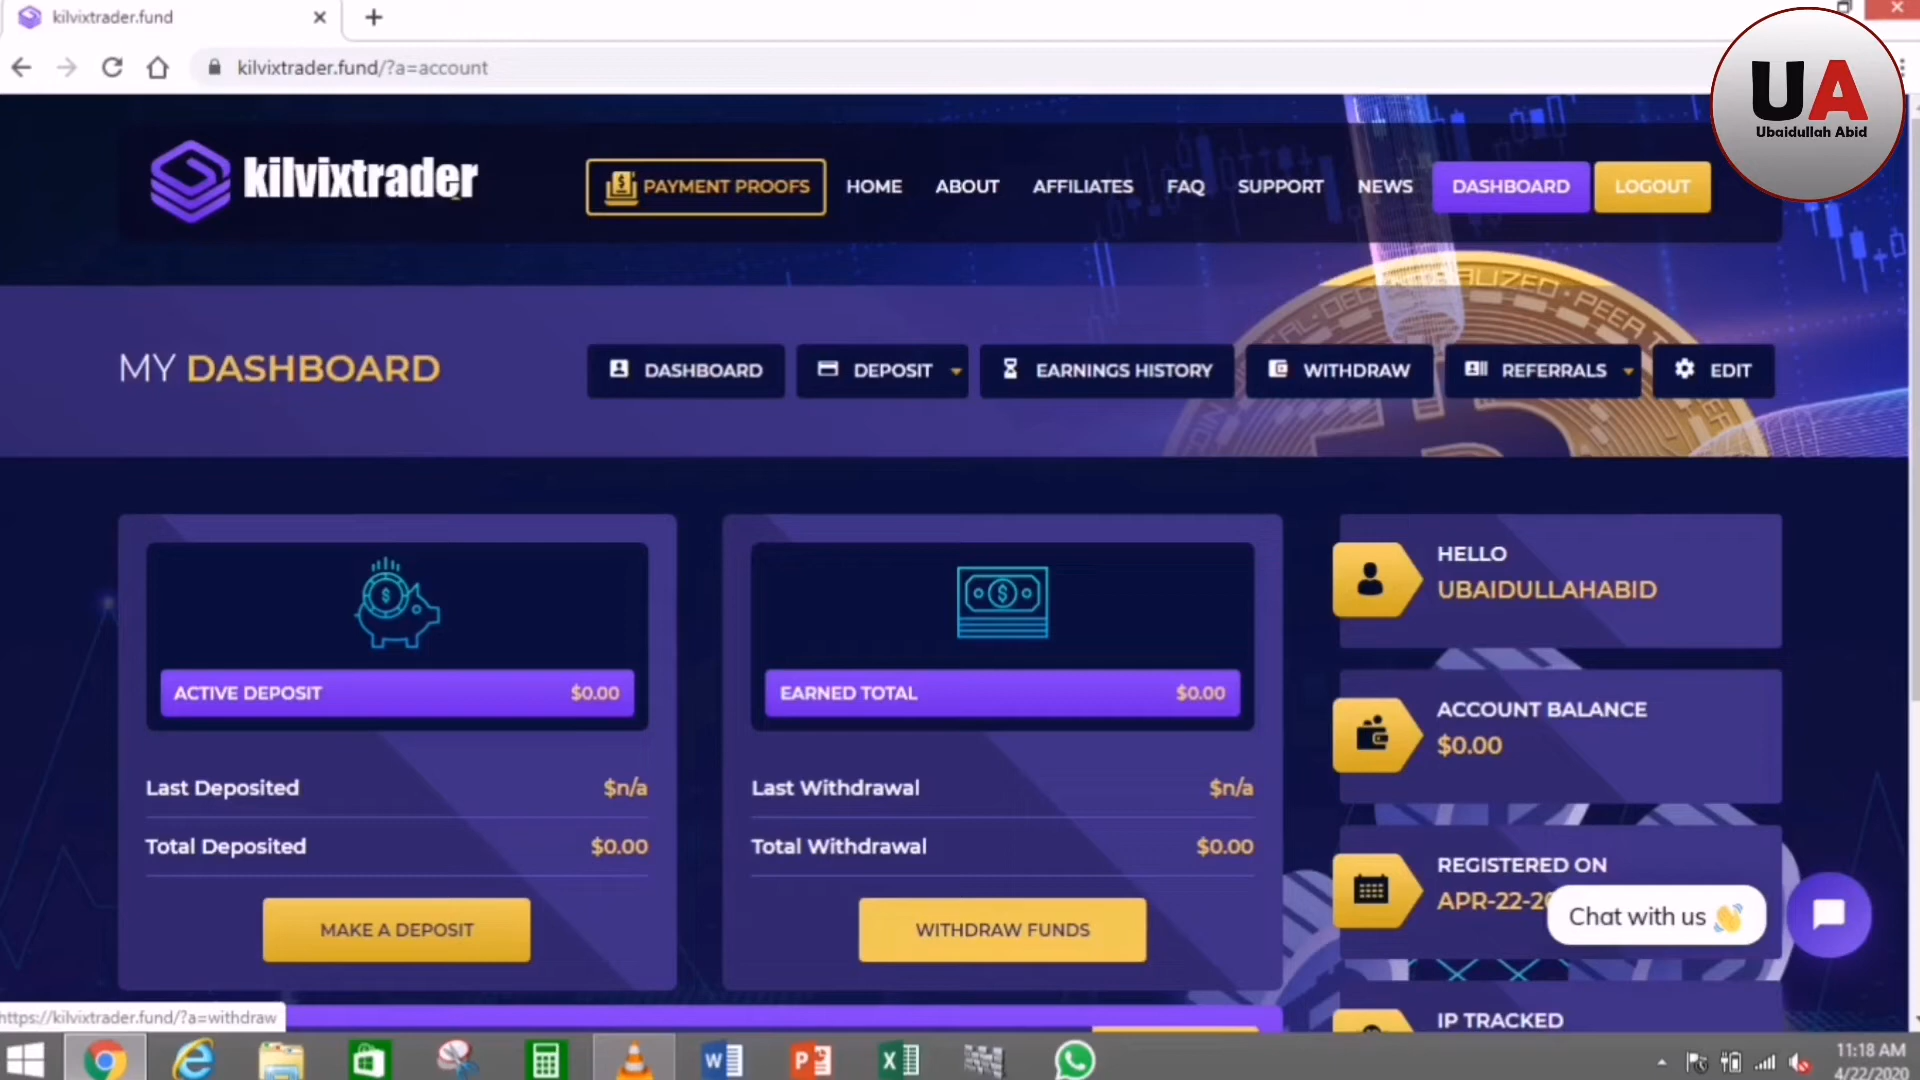 kilvixtrader.fund
kilvixtrader.fund/?a=account
UA
Ubaidullah Abid
kilvixtrader
PAYMENT PROOFS HOME ABOUT AFFILIATES FAQ SUPPORT NEWS DASHBOARD LOGOUT
MY DASHBOARD
DASHBOARD DEPOSIT EARNINGS HISTORY WITHDRAW REFERRALS EDIT
ACTIVE DEPOSIT $0.00
Last Deposited $n/a
Total Deposited $0.00
MAKE A DEPOSIT
EARNED TOTAL $0.00
Last Withdrawal $n/a
Total Withdrawal $0.00
WITHDRAW FUNDS
HELLO
UBAIDULLAHABID
ACCOUNT BALANCE
$0.00
REGISTERED ON
APR-22-20
Chat with us 👋
IP TRACKED
https://kilvixtrader.fund/?a=withdraw
11:18 AM
4/22/2020